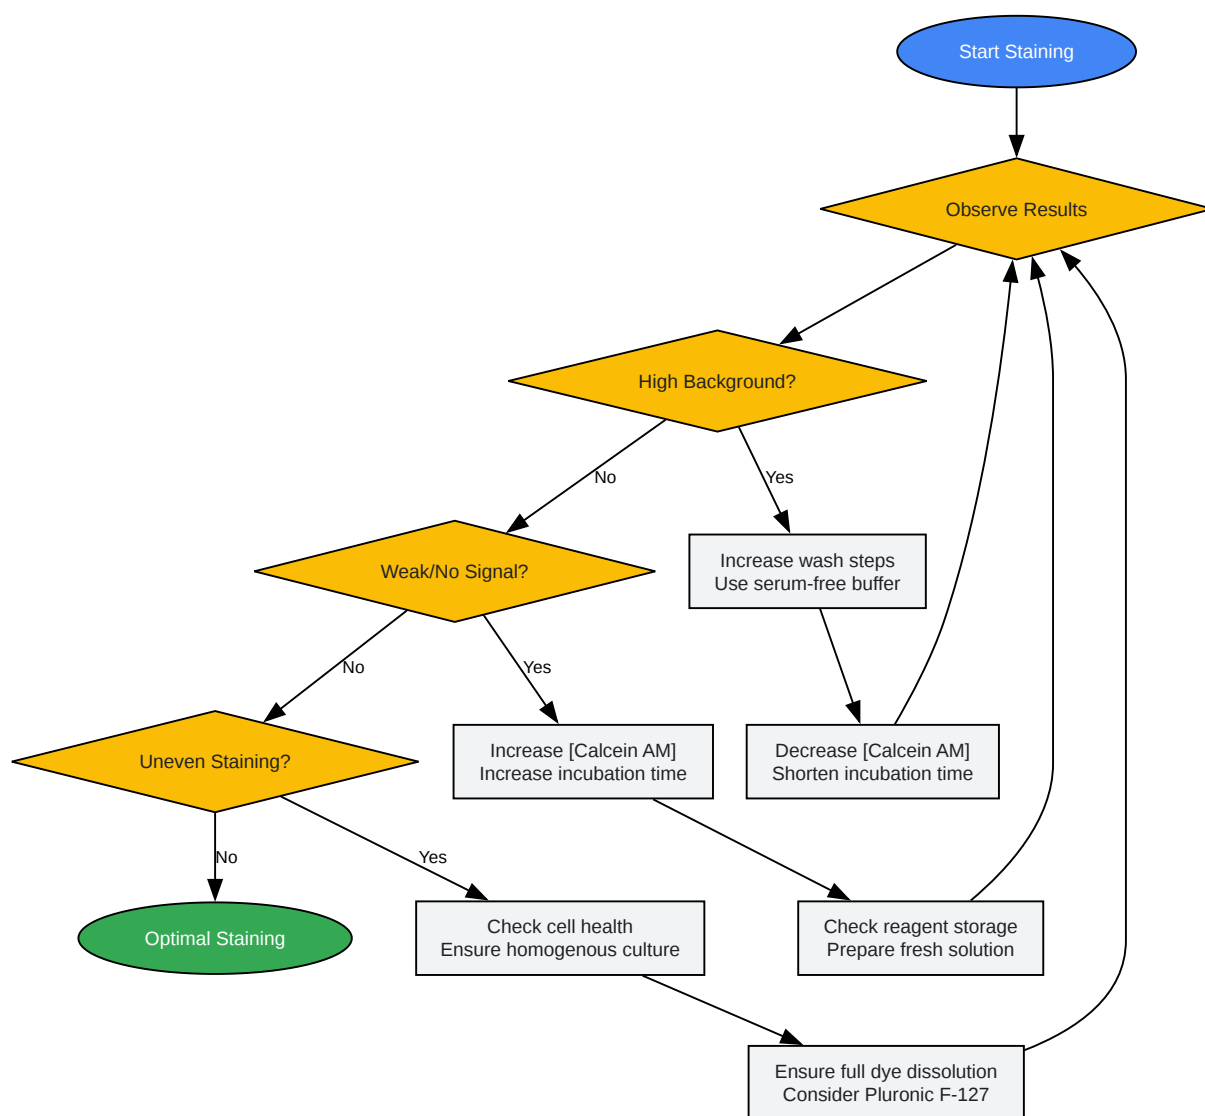 Start Staining
Observe Results
High Background?
No
Yes
Weak/No Signal?
Increase wash steps
Use serum-free buffer
No
Yes
Uneven Staining?
Increase [Calcein AM]
Increase incubation time
Decrease [Calcein AM]
Shorten incubation time
No
Yes
Optimal Staining
Check cell health
Ensure homogenous culture
Check reagent storage
Prepare fresh solution
Ensure full dye dissolution
Consider Pluronic F-127